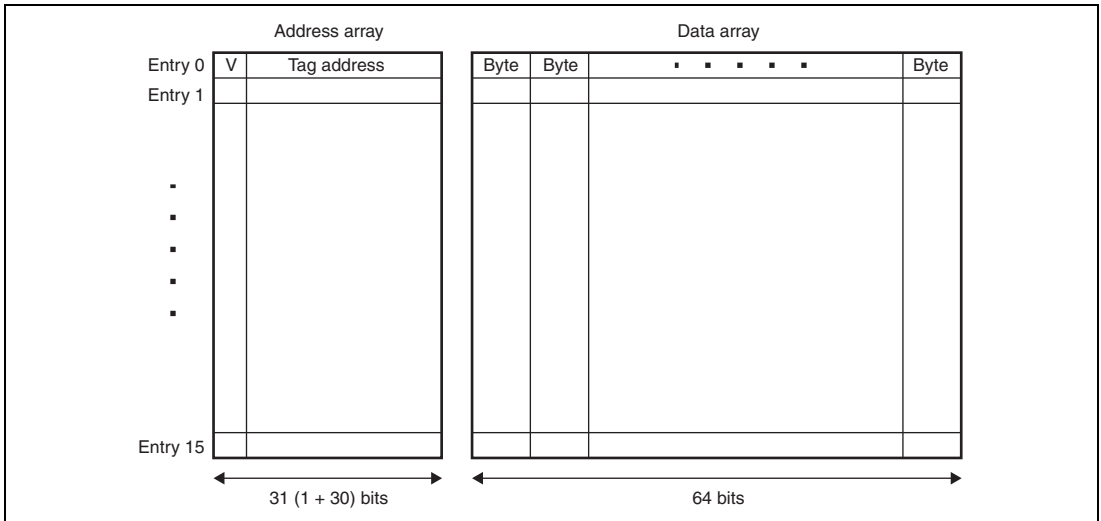 Address array
Data array
Entry 0 V Tag address Byte Byte . . . . . Byte
Entry 1
Entry 15
31 (1 + 30) bits
64 bits